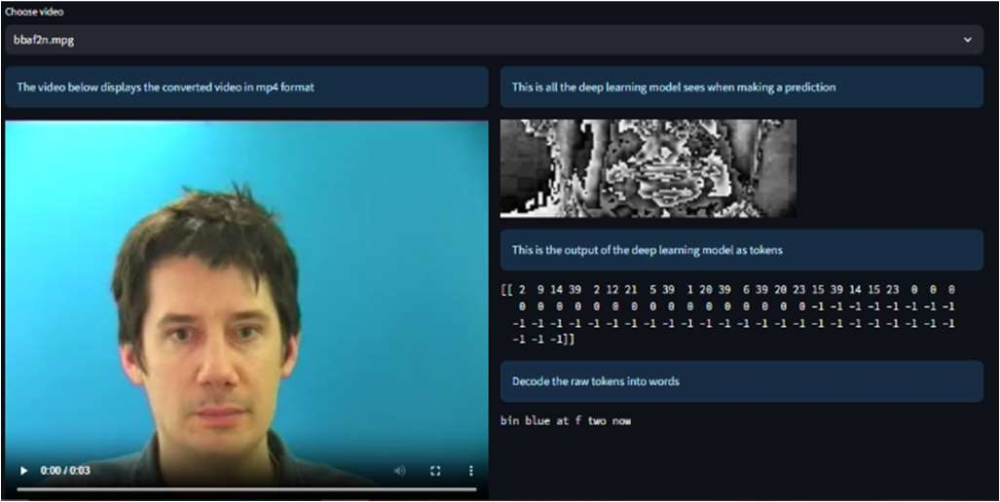 Choose video
bbaf2n.mpg
The video below displays the converted video in mp4 format
This is all the deep learning model sees when making a prediction
This is the output of the deep learning model as tokens
[[ 2 9 14 39 2 12 21 5 39 1 20 39 6 39 20 23 15 39 14 15 23 0 0 0
0 0 0 0 0 0 0 0 0 0 0 -1 -1 -1 -1 -1 -1 -1 -1
-1 -1 -1 -1 -1 -1 -1 -1 -1 -1 -1 -1 -1 -1 -1 -1 -1 -1 -1 -1 -1 -1 -1
-1 -1 -1]]
Decode the raw tokens into words
bin blue at f two now
0:00 / 0:03